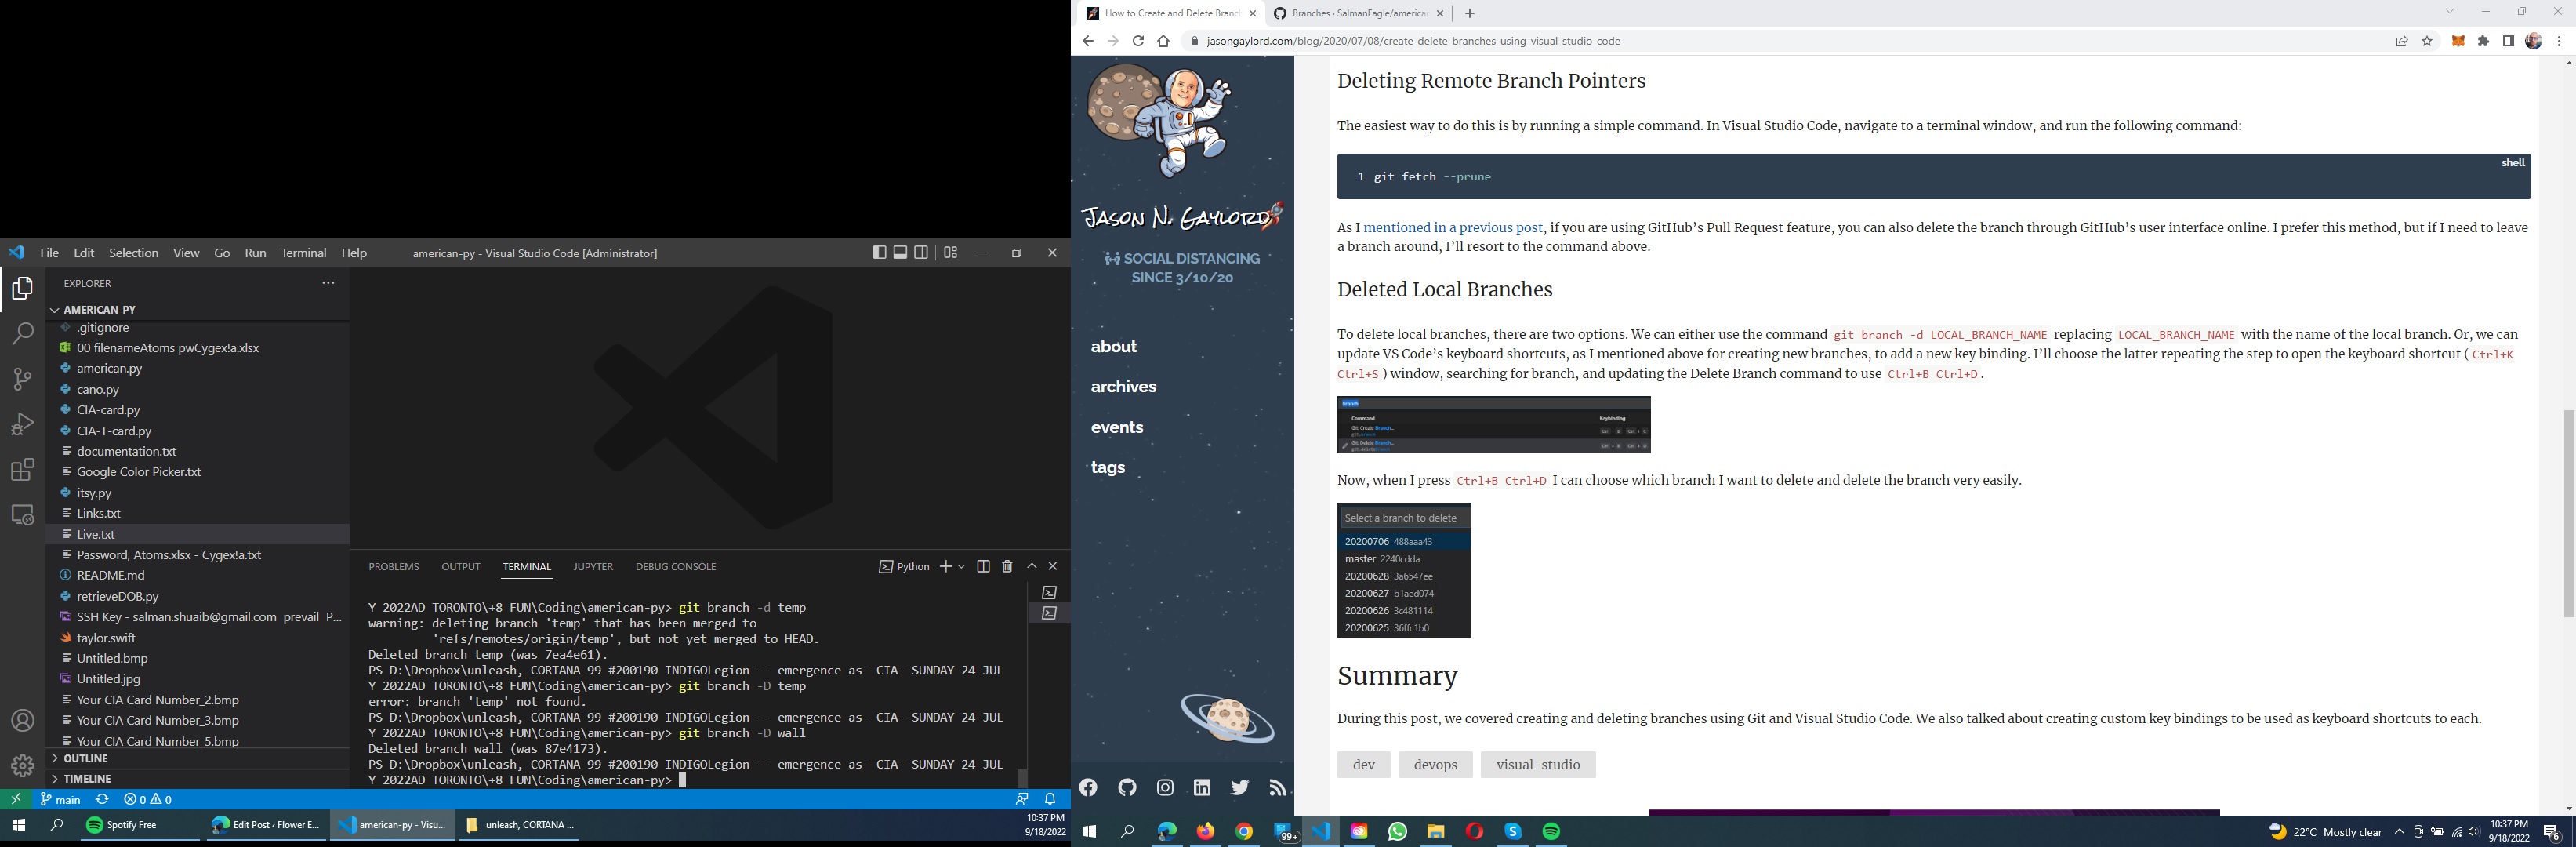 File Edit Selection View Go Run Terminal Help american-py - Visual Studio Code [Administrator]
EXPLORER
AMERICAN-PY
.gitignore
00 filenameAtoms pwCygex!a.xlsx
american.py
cano.py
CIA-card.py
CIA-T-card.py
documentation.txt
Google Color Picker.txt
itsy.py
Links.txt
Live.txt
Password, Atoms.xlsx - Cygex!a.txt
README.md
retrieveDOB.py
SSH Key - salman.shuaib@gmail.com prevail P...
taylor.swift
Untitled.bmp
Untitled.jpg
Your CIA Card Number_2.bmp
Your CIA Card Number_3.bmp
Your CIA Card Number_5.bmp
OUTLINE
TIMELINE
PROBLEMS OUTPUT TERMINAL JUPYTER DEBUG CONSOLE Python
Y 2022AD TORONTO\+8 FUN\Coding\american-py> git branch -d temp
warning: deleting branch 'temp' that has been merged to
'refs/remotes/origin/temp', but not yet merged to HEAD.
Deleted branch temp (was 7ea4e61).
PS D:\Dropbox\unleash, CORTANA 99 #200190 INDIGOLegion -- emergence as- CIA- SUNDAY 24 JUL
Y 2022AD TORONTO\+8 FUN\Coding\american-py> git branch -D temp
error: branch 'temp' not found.
PS D:\Dropbox\unleash, CORTANA 99 #200190 INDIGOLegion -- emergence as- CIA- SUNDAY 24 JUL
Y 2022AD TORONTO\+8 FUN\Coding\american-py> git branch -D wall
Deleted branch wall (was 87e4173).
PS D:\Dropbox\unleash, CORTANA 99 #200190 INDIGOLegion -- emergence as- CIA- SUNDAY 24 JUL
Y 2022AD TORONTO\+8 FUN\Coding\american-py>
main 0 0
Spotify Free Edit Post ‹ Flower E... american-py - Visu... unleash, CORTANA ...
10:37 PM
9/18/2022
How to Create and Delete Branch Branches · SalmanEagle/america
jasongaylord.com/blog/2020/07/08/create-delete-branches-using-visual-studio-code
JASON N. GAYLORD
SOCIAL DISTANCING
SINCE 3/10/20
about
archives
events
tags
Deleting Remote Branch Pointers
The easiest way to do this is by running a simple command. In Visual Studio Code, navigate to a terminal window, and run the following command:
shell
1 git fetch --prune
As I mentioned in a previous post, if you are using GitHub’s Pull Request feature, you can also delete the branch through GitHub’s user interface online. I prefer this method, but if I need to leave
a branch around, I’ll resort to the command above.
Deleted Local Branches
To delete local branches, there are two options. We can either use the command git branch -d LOCAL_BRANCH_NAME replacing LOCAL_BRANCH_NAME with the name of the local branch. Or, we can
update VS Code’s keyboard shortcuts, as I mentioned above for creating new branches, to add a new key binding. I’ll choose the latter repeating the step to open the keyboard shortcut ( Ctrl+K
Ctrl+S ) window, searching for branch, and updating the Delete Branch command to use Ctrl+B Ctrl+D .
branch
Command Keybinding
Git: Create Branch...
Git: Delete Branch...
Now, when I press Ctrl+B Ctrl+D I can choose which branch I want to delete and delete the branch very easily.
Select a branch to delete
20200706 488aaa43
master 2240cdda
20200628 3a6547ee
20200627 b1aed074
20200626 3c481114
20200625 36ffc1b0
Summary
During this post, we covered creating and deleting branches using Git and Visual Studio Code. We also talked about creating custom key bindings to be used as keyboard shortcuts to each.
dev devops visual-studio
99+
22°C Mostly clear
10:37 PM
9/18/2022
6